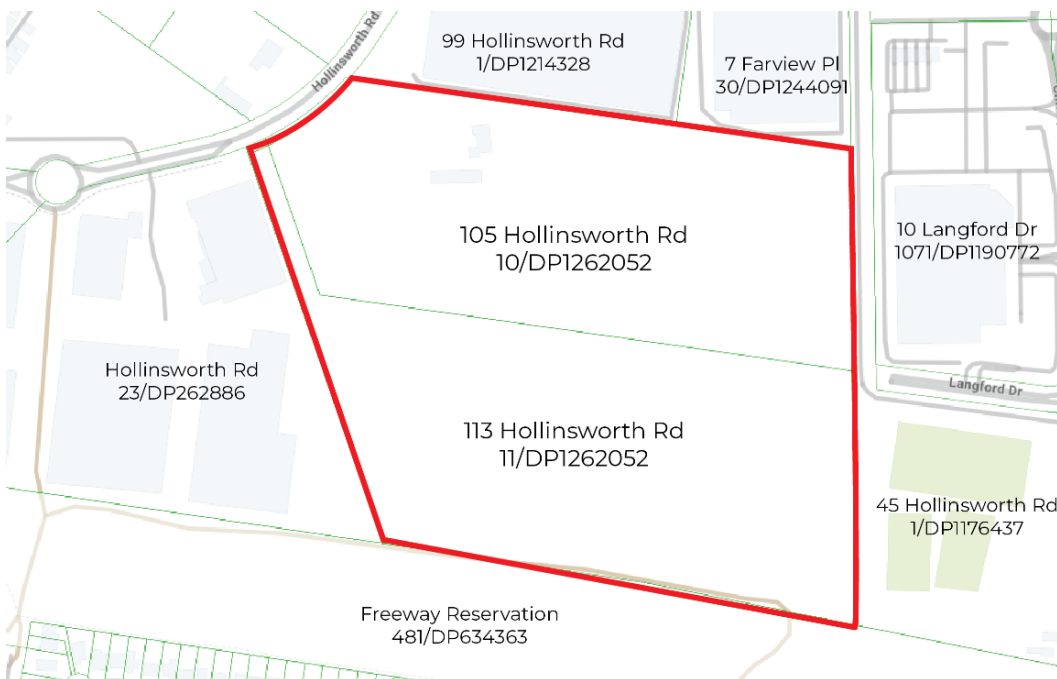 99 Hollinsworth Rd
1/DP1214328
7 Farview Pl
30/DP1244091
Hollinsworth Rd
105 Hollinsworth Rd
10/DP1262052
10 Langford Dr
1071/DP1190772
Hollinsworth Rd
23/DP262886
Langford Dr
113 Hollinsworth Rd
11/DP1262052
45 Hollinsworth Rd
1/DP1176437
Freeway Reservation
481/DP634363